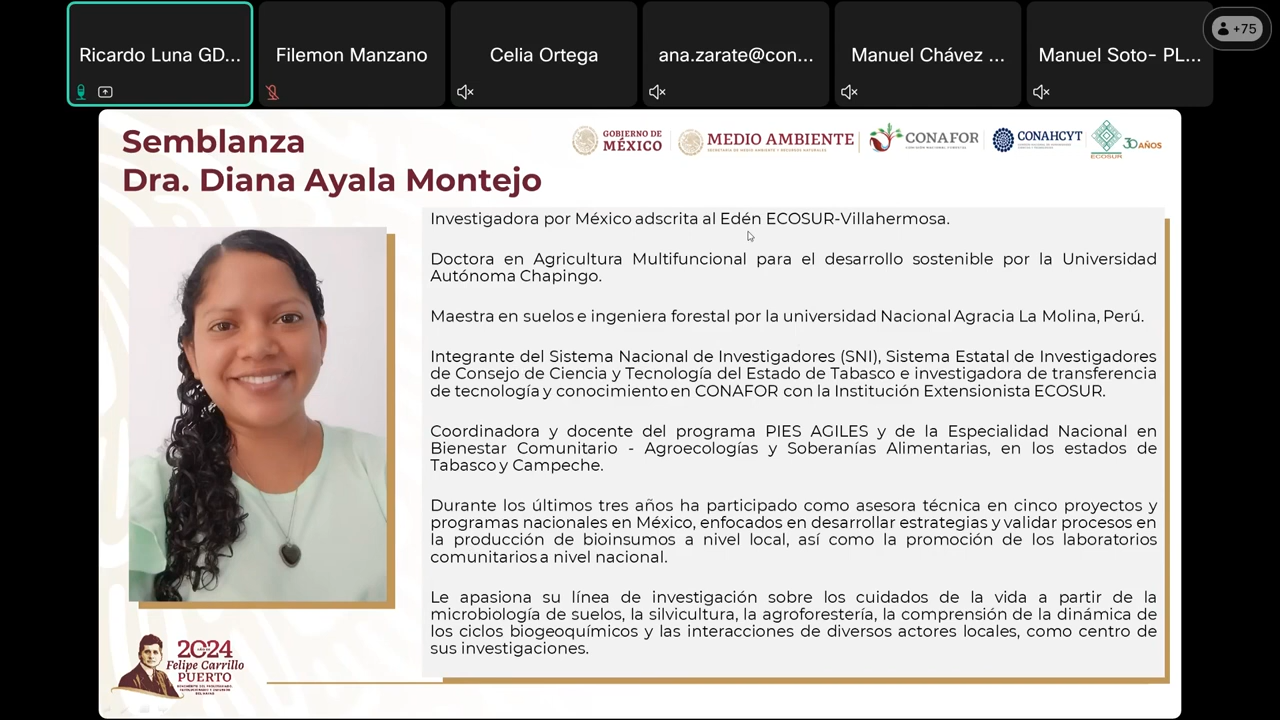 Ricardo Luna GD...
Filemon Manzano
Celia Ortega
ana.zarate@con...
Manuel Chávez ...
Manuel Soto- PL...
+75
Semblanza
Dra. Diana Ayala Montejo
GOBIERNO DE
MÉXICO
MEDIO AMBIENTE
SECRETARÍA DE MEDIO AMBIENTE Y RECURSOS NATURALES
CONAFOR
COMISIÓN NACIONAL FORESTAL
CONAHCYT
ECOSUR
30 AÑOS
Investigadora por México adscrita al Edén ECOSUR-Villahermosa.
Doctora en Agricultura Multifuncional para el desarrollo sostenible por la Universidad
Autónoma Chapingo.
Maestra en suelos e ingeniera forestal por la universidad Nacional Agracia La Molina, Perú.
Integrante del Sistema Nacional de Investigadores (SNI), Sistema Estatal de Investigadores
de Consejo de Ciencia y Tecnología del Estado de Tabasco e investigadora de transferencia
de tecnología y conocimiento en CONAFOR con la Institución Extensionista ECOSUR.
Coordinadora y docente del programa PIES AGILES y de la Especialidad Nacional en
Bienestar Comunitario - Agroecologías y Soberanías Alimentarias, en los estados de
Tabasco y Campeche.
Durante los últimos tres años ha participado como asesora técnica en cinco proyectos y
programas nacionales en México, enfocados en desarrollar estrategias y validar procesos en
la producción de bioinsumos a nivel local, así como la promoción de los laboratorios
comunitarios a nivel nacional.
Le apasiona su línea de investigación sobre los cuidados de la vida a partir de la
microbiología de suelos, la silvicultura, la agroforestería, la comprensión de la dinámica de
los ciclos biogeoquímicos y las interacciones de diversos actores locales, como centro de
sus investigaciones.
2024
Felipe Carrillo
PUERTO